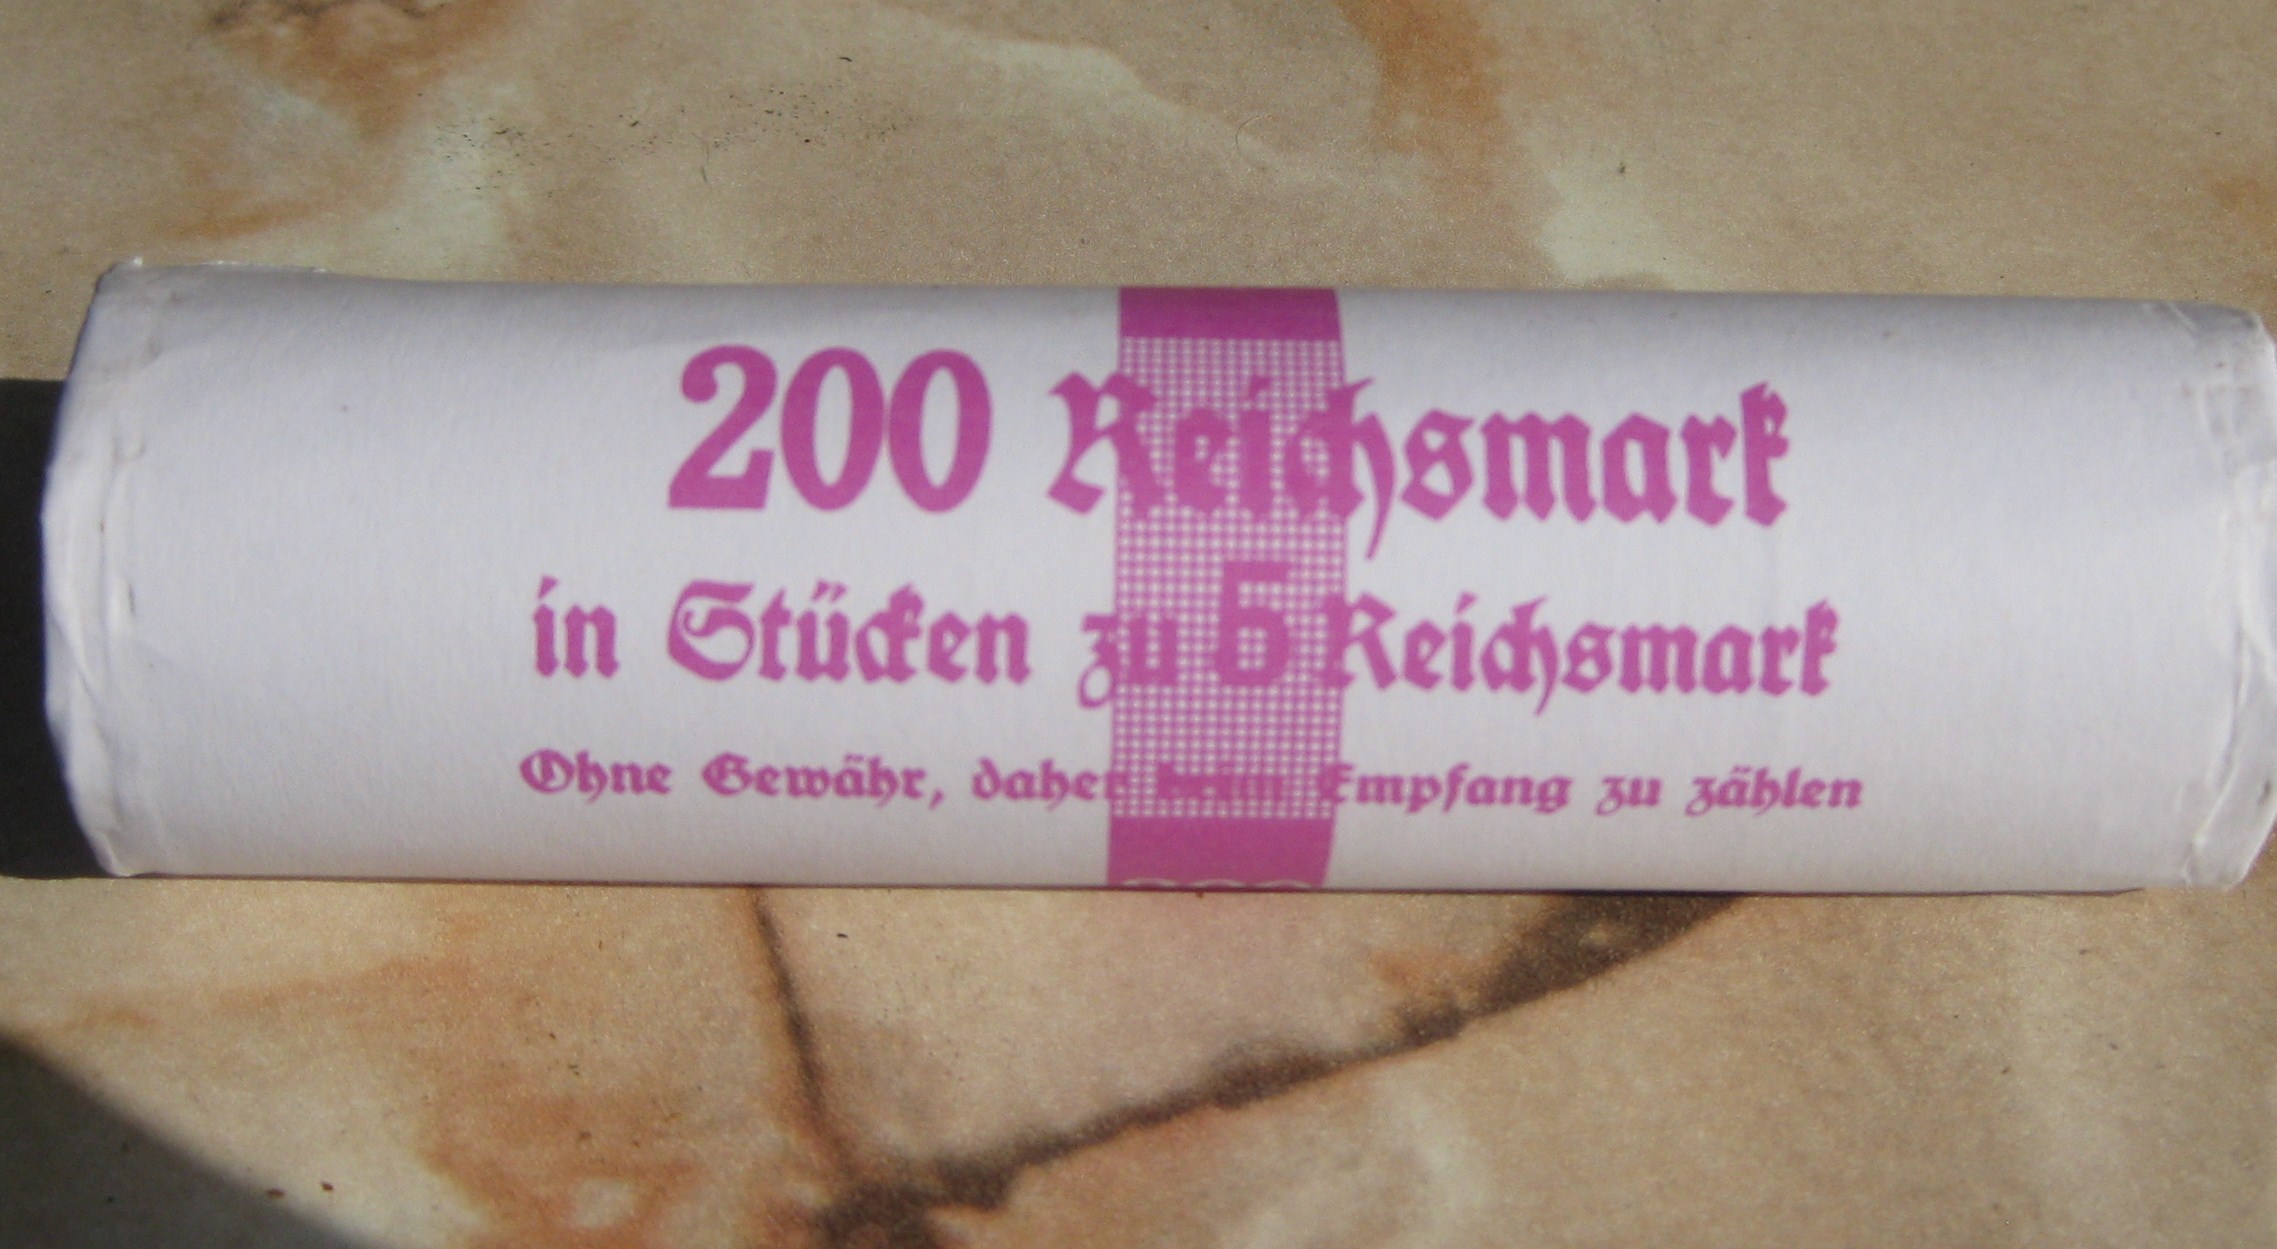 200 Reichsmark
in Stücken zu 5 Reichsmark
Ohne Gewähr, daher beim Empfang zu zählen